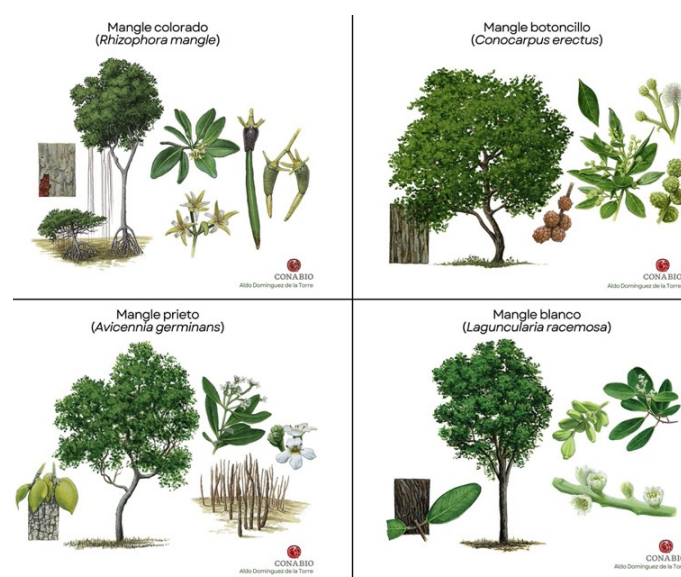 Mangle colorado
(Rhizophora mangle)
CONABIO
Aldo Domínguez de la Torre
Mangle botoncillo
(Conocarpus erectus)
CONABIO
Aldo Domínguez de la Torre
Mangle prieto
(Avicennia germinans)
CONABIO
Aldo Domínguez de la Torre
Mangle blanco
(Laguncularia racemosa)
CONABIO
Aldo Domínguez de la Torre